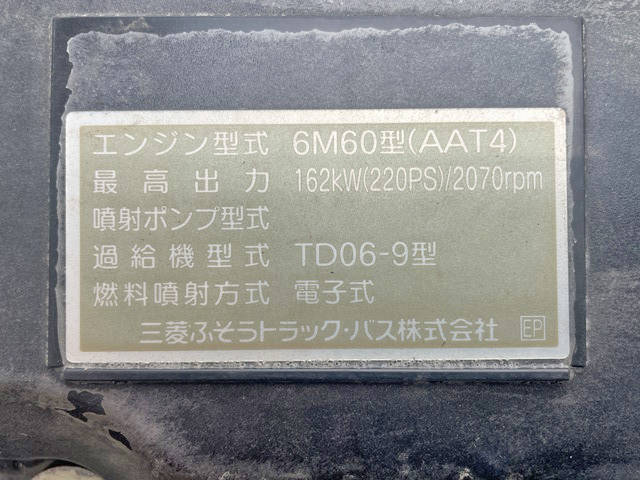 エンジン型式 6M60型(AAT4)
最高出力 162kW(220PS)/2070rpm
噴射ポンプ型式
過給機型式 TD06-9型
燃料噴射方式 電子式
三菱ふそうトラック・バス株式会社 EP